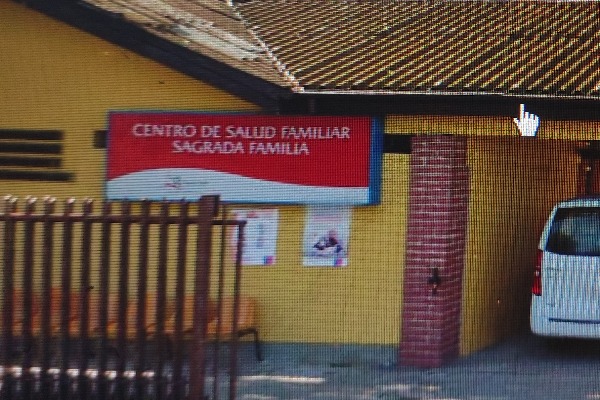 CENTRO DE SALUD FAMILIAR
SAGRADA FAMILIA